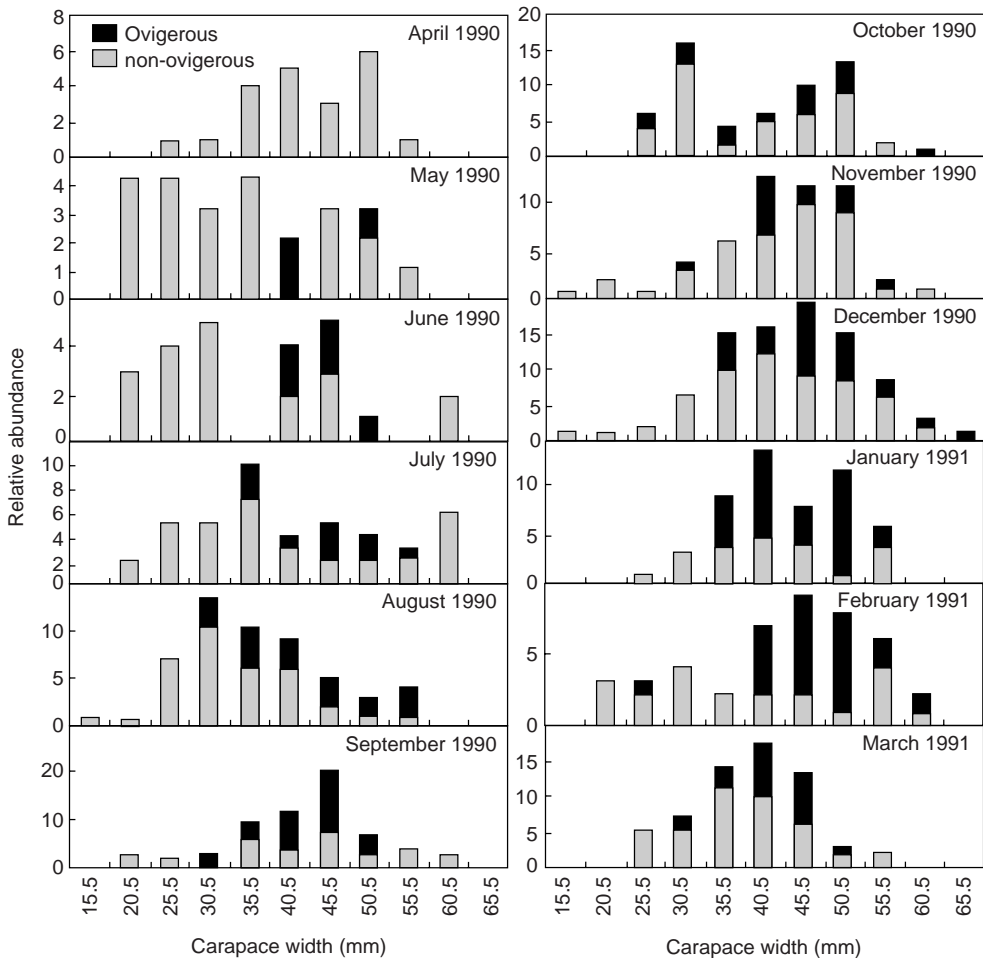 Relative abundance
Ovigerous
non-ovigerous
April 1990
8
6
4
2
0
May 1990
4
3
2
1
0
June 1990
4
2
0
July 1990
10
8
6
4
2
0
August 1990
10
5
0
September 1990
20
10
0
15.5 20.5 25.5 30.5 35.5 40.5 45.5 50.5 55.5 60.5 65.5
Carapace width (mm)
October 1990
20
15
10
5
0
November 1990
10
5
0
December 1990
15
10
5
0
January 1991
10
5
0
February 1991
5
0
March 1991
15
10
5
0
15.5 20.5 25.5 30.5 35.5 40.5 45.5 50.5 55.5 60.5 65.5
Carapace width (mm)